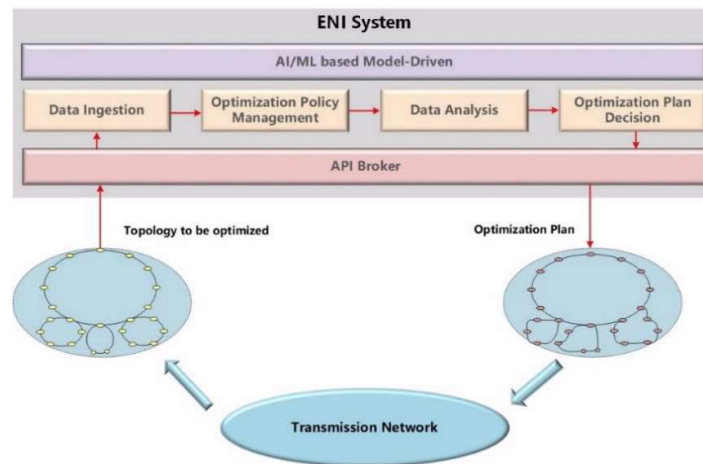 ENI System
AI/ML based Model-Driven
Data Ingestion
Optimization Policy
Management
Data Analysis
Optimization Plan
Decision
API Broker
Topology to be optimized
Optimization Plan
Transmission Network